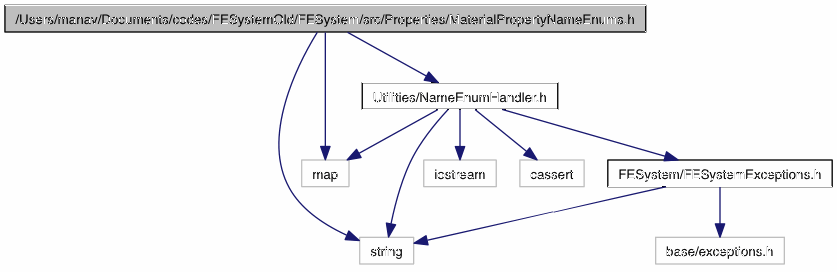 /Users/manav/Documents/codes/FESystemOld/FESystem/src/Properties/MaterialPropertyNameEnums.h
Utilities/NameEnumHandler.h
map
iostream
cassert
FESystem/FESystemExceptions.h
string
base/exceptions.h